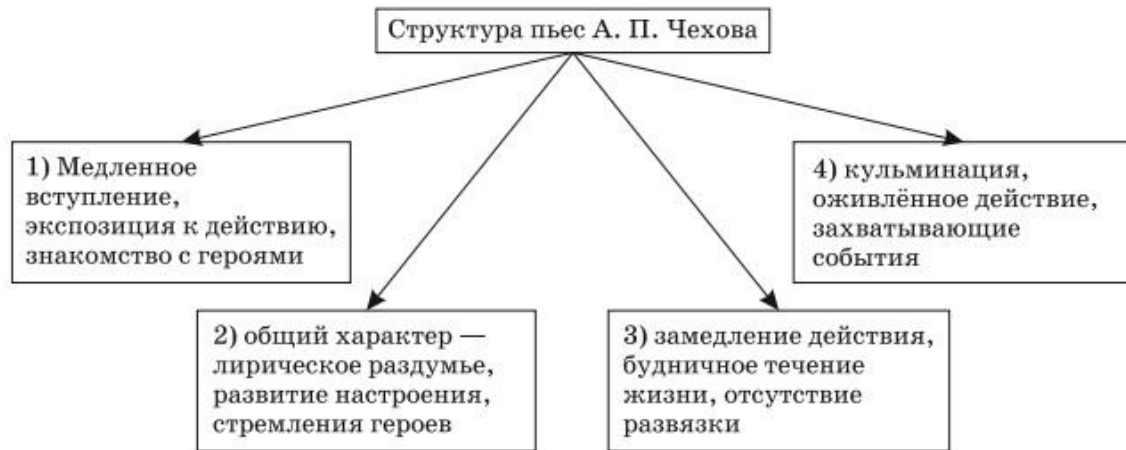 Структура пьес А. П. Чехова
1) Медленное
вступление,
экспозиция к действию,
знакомство с героями
2) общий характер —
лирическое раздумье,
развитие настроения,
стремления героев
3) замедление действия,
будничное течение
жизни, отсутствие
развязки
4) кульминация,
оживлённое действие,
захватывающие
события